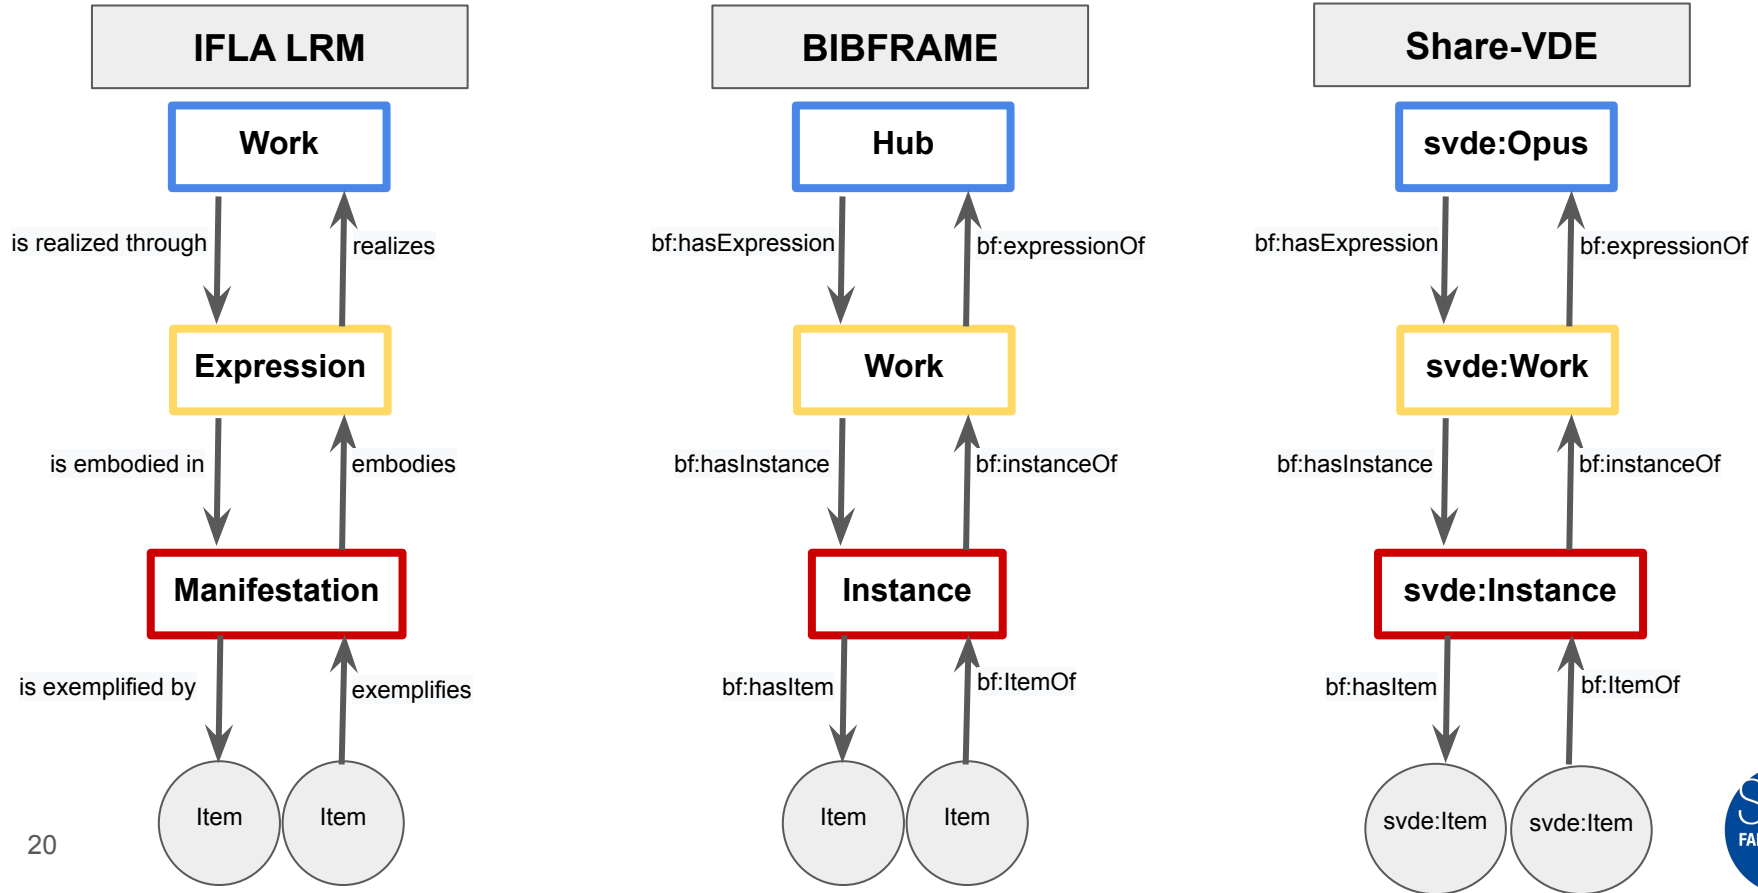 IFLA LRM
BIBFRAME
Share-VDE
Work
Hub
svde:Opus
is realized through
realizes
bf:hasExpression
bf:expressionOf
bf:hasExpression
bf:expressionOf
Expression
Work
svde:Work
is embodied in
embodies
bf:hasInstance
bf:instanceOf
bf:hasInstance
bf:instanceOf
Manifestation
Instance
svde:Instance
is exemplified by
exemplifies
bf:hasItem
bf:ItemOf
bf:hasItem
bf:ItemOf
Item
Item
Item
Item
svde:Item
svde:Item
20